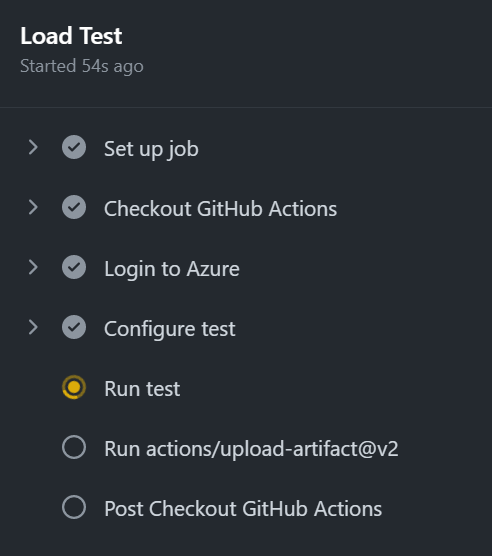 Load Test
Started 54s ago
Set up job
Checkout GitHub Actions
Login to Azure
Configure test
Run test
Run actions/upload-artifact@v2
Post Checkout GitHub Actions